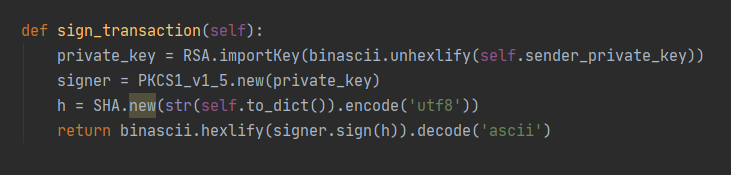 def sign_transaction(self):
    private_key = RSA.importKey(binascii.unhexlify(self.sender_private_key))
    signer = PKCS1_v1_5.new(private_key)
    h = SHA.new(str(self.to_dict()).encode('utf8'))
    return binascii.hexlify(signer.sign(h)).decode('ascii')